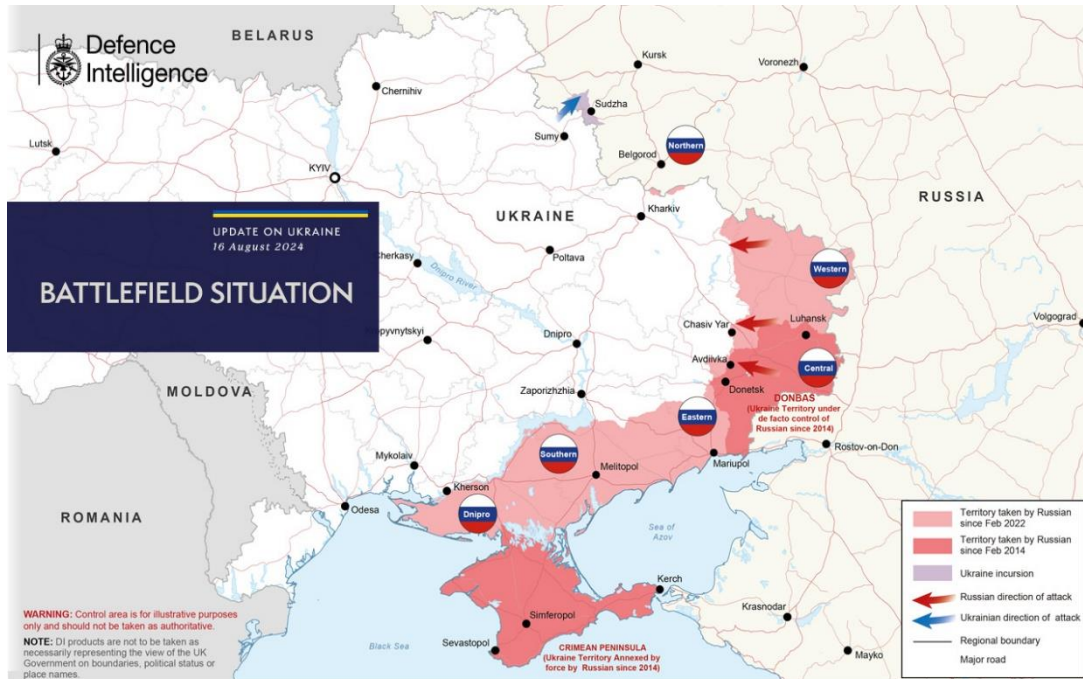 Defence
Intelligence
UPDATE ON UKRAINE
16 August 2024
BATTLEFIELD SITUATION
BELARUS
Chernihiv
Lutsk
KYIV
Sumy
Sudzha
Kursk
Voronezh
Belgorod
Northern
RUSSIA
UKRAINE
Kharkiv
Cherkasy
Dnipro River
Poltava
Western
Volgograd
Chasiv Yar
Luhansk
Dnipro
Avdiivka
Central
Donetsk
DONBAS
(Ukraine Territory under
de facto control of
Russian since 2014)
MOLDOVA
Zaporizhzhia
Eastern
Rostov-on-Don
Southern
Melitopol
Mariupol
Mykolaiv
Kherson
Dnipro
Odesa
ROMANIA
Sea of
Azov
Kerch
Simferopol
Sevastopol
Black Sea
CRIMEAN PENINSULA
(Ukraine Territory Annexed by
force by Russian since 2014)
Krasnodar
Mayko
WARNING: Control area is for illustrative purposes
only and should not be taken as authoritative.
NOTE: DI products are not to be taken as
necessarily representing the view of the UK
Government on boundaries, political status or
place names.
Territory taken by Russian
since Feb 2022
Territory taken by Russian
since Feb 2014
Ukraine incursion
Russian direction of attack
Ukrainian direction of attack
Regional boundary
Major road